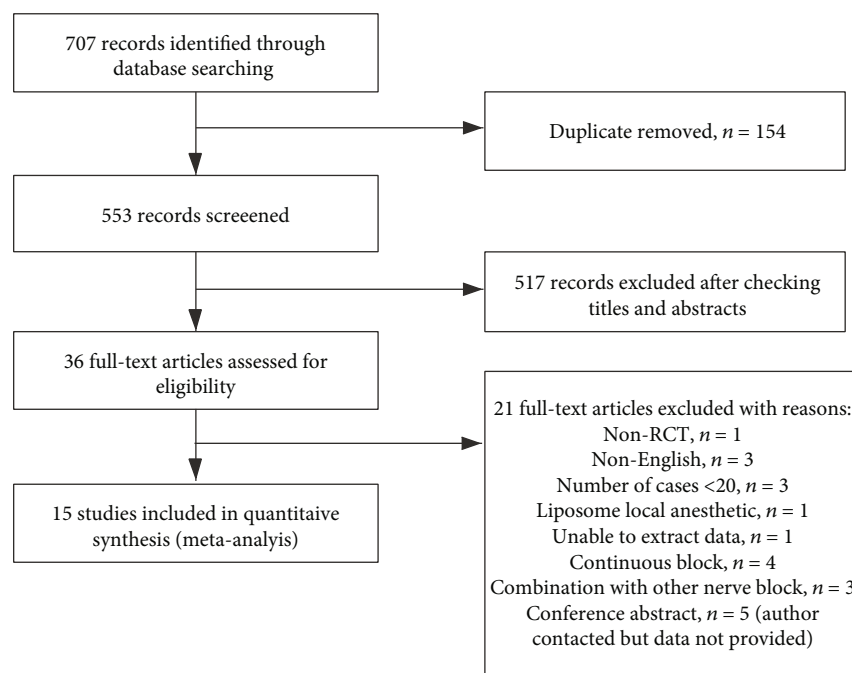 707 records identified through
database searching
Duplicate removed, n = 154
553 records screeened
517 records excluded after checking
titles and abstracts
36 full-text articles assessed for
eligibility
21 full-text articles excluded with reasons:
Non-RCT, n = 1
Non-English, n = 3
Number of cases <20, n = 3
Liposome local anesthetic, n = 1
Unable to extract data, n = 1
Continuous block, n = 4
Combination with other nerve block, n = 3
Conference abstract, n = 5 (author
contacted but data not provided)
15 studies included in quantitaive
synthesis (meta-analyis)